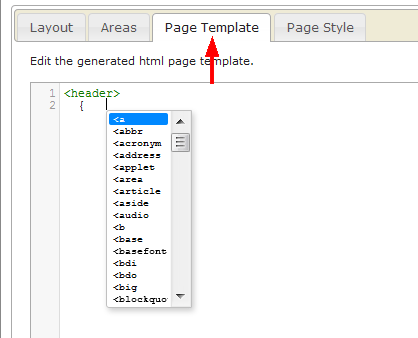 Layout Areas Page Template Page Style
Edit the generated html page template.
1 <header>
2 {
<a
<abbr
<acronym
<address
<applet
<area
<article
<aside
<audio
<b
<base
<basefont
<bdi
<bdo
<big
<blockquo